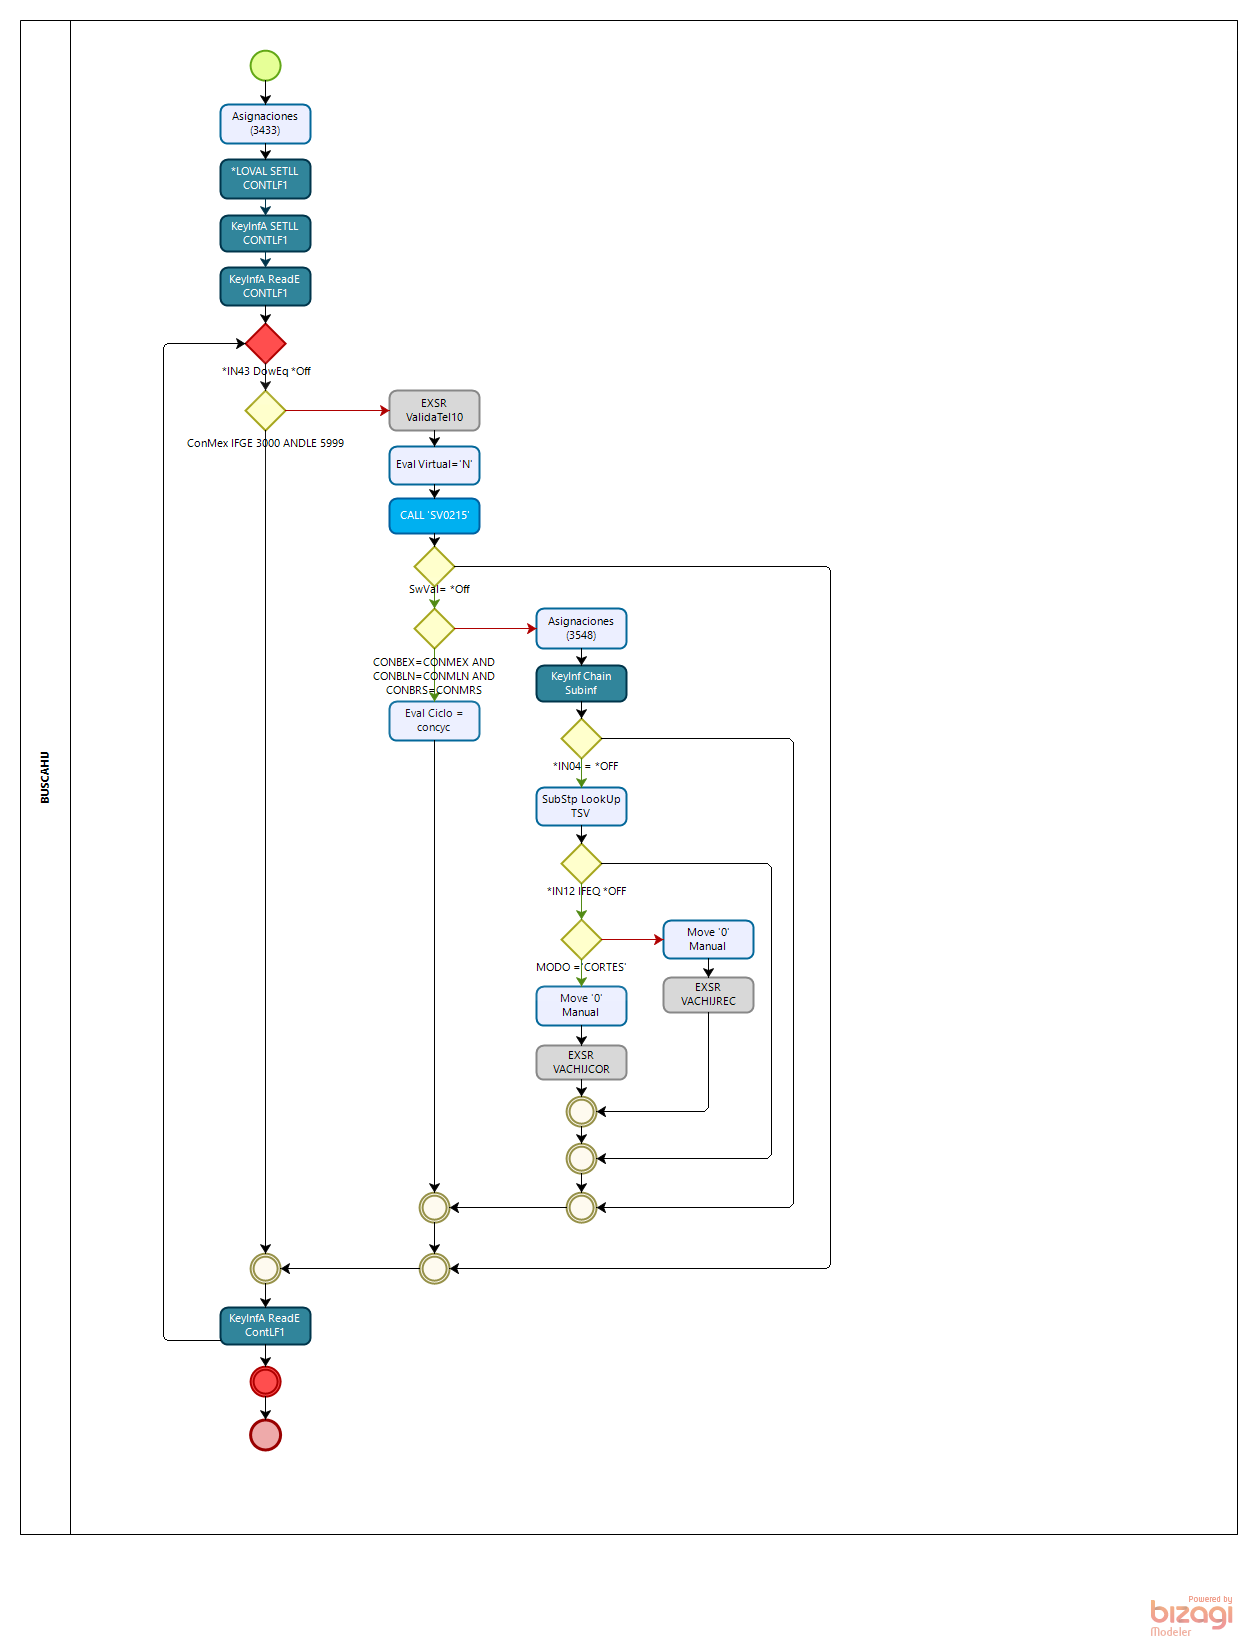 BUSCAHIJ
Asignaciones
(3433)
*LOVAL SETLL
CONTLF1
KeyInfA SETLL
CONTLF1
KeyInfA ReadE
CONTLF1
*IN43 DowEq *Off
ConMex IFGE 3000 ANDLE 5999
EXSR
ValidaTel10
Eval Virtual='N'
CALL 'SV0215'
SwVal= *Off
CONBEX=CONMEX AND
CONBLN=CONMLN AND
CONBRS=CONMRS
Eval Ciclo =
concyc
Asignaciones
(3548)
KeyInf Chain
Subinf
*IN04 = *OFF
SubStp LookUp
TSV
*IN12 IFEQ *OFF
MODO ='CORTES'
Move '0'
Manual
EXSR
VACHIJREC
Move '0'
Manual
EXSR
VACHIJCOR
KeyInfA ReadE
ContLF1
Powered by
bizagi
Modeler